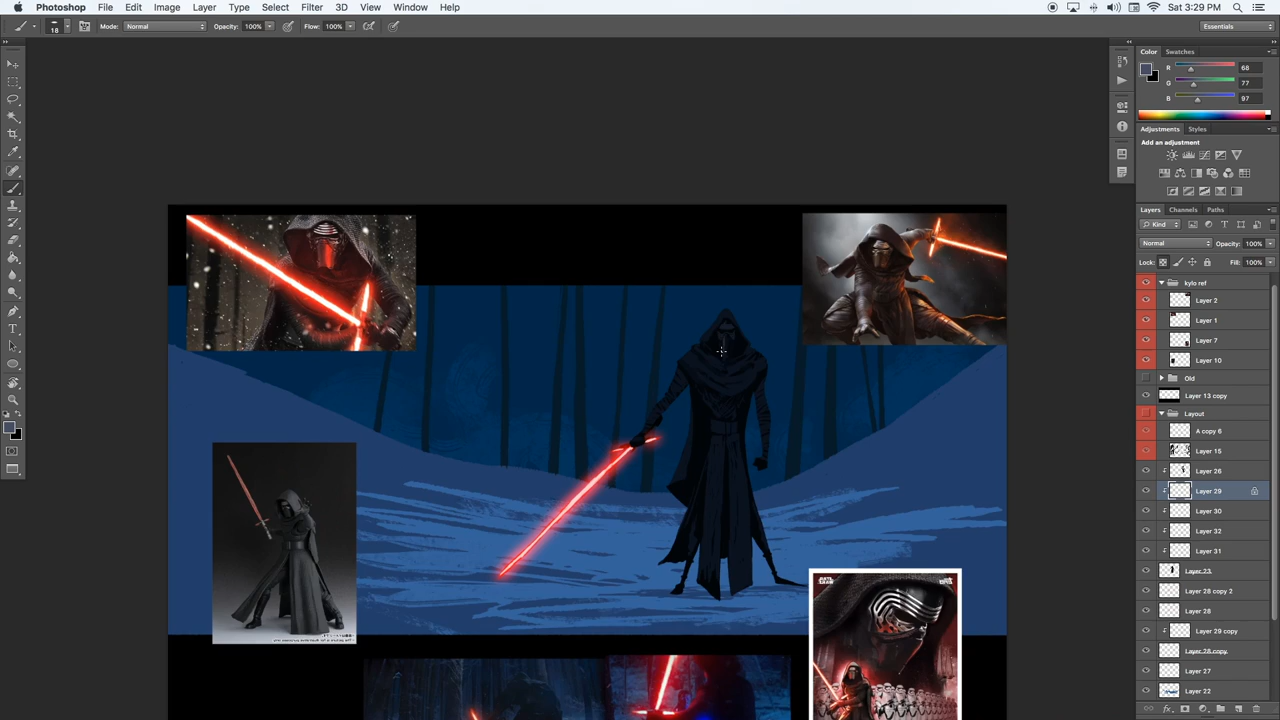 Photoshop File Edit Image Layer Type Select Filter 3D View Window Help Sat 3:29 PM
18 Mode: Normal Opacity: 100% Flow: 100% Essentials
Color Swatches
R 68
G 77
B 97
Adjustments Styles
Add an adjustment
Layers Channels Paths
Kind
Normal Opacity: 100%
Lock: Fill: 100%
kylo ref
Layer 2
Layer 1
Layer 7
Layer 10
Old
Layer 13 copy
Layout
A copy 6
Layer 15
Layer 26
Layer 29
Layer 30
Layer 32
Layer 31
Layer 23
Layer 28 copy 2
Layer 28
Layer 29 copy
Layer 28 copy
Layer 27
Layer 22